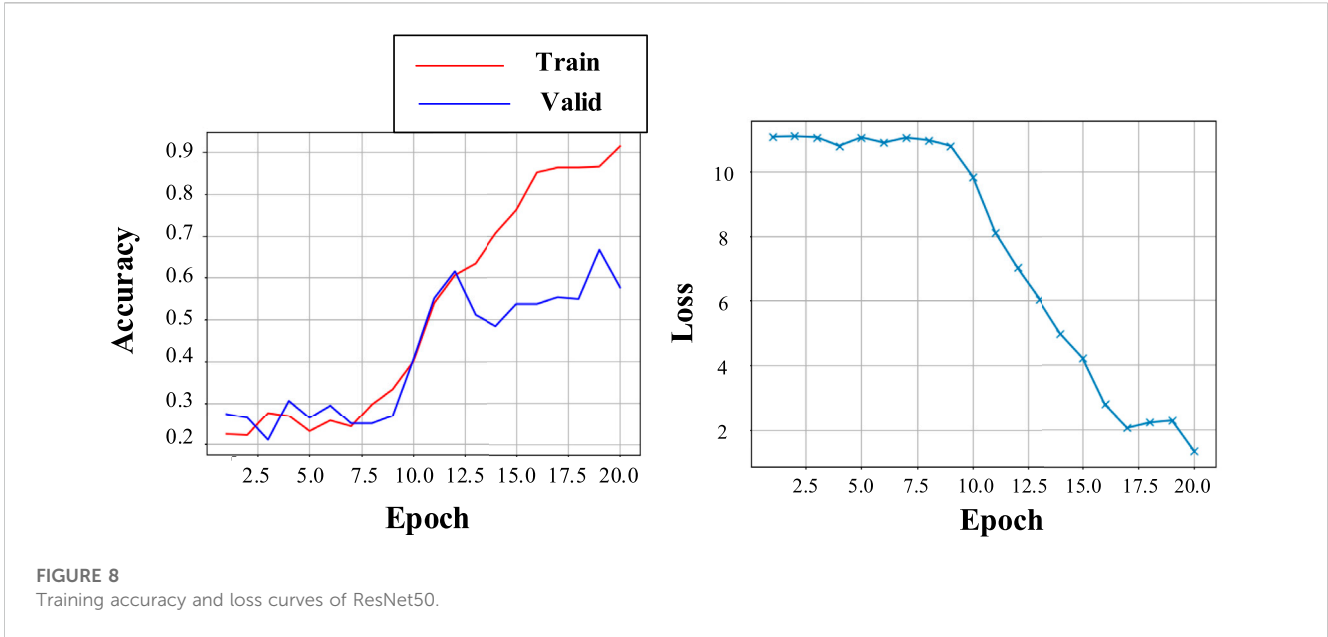 Train
Valid
0.9
0.8
0.7
0.6
0.5
0.4
0.3
0.2
Accuracy
2.5 5.0 7.5 10.0 12.5 15.0 17.5 20.0
Epoch
10
8
6
4
2
Loss
2.5 5.0 7.5 10.0 12.5 15.0 17.5 20.0
Epoch
FIGURE 8
Training accuracy and loss curves of ResNet50.